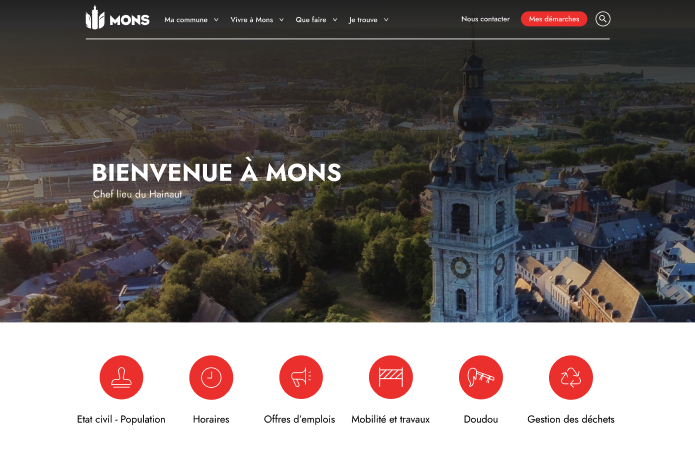 MONS
Ma commune
Vivre à Mons
Que faire
Je trouve
Nous contacter
Mes démarches
BIENVENUE À MONS
Chef lieu du Hainaut
Etat civil - Population
Horaires
Offres d'emplois
Mobilité et travaux
Doudou
Gestion des déchets